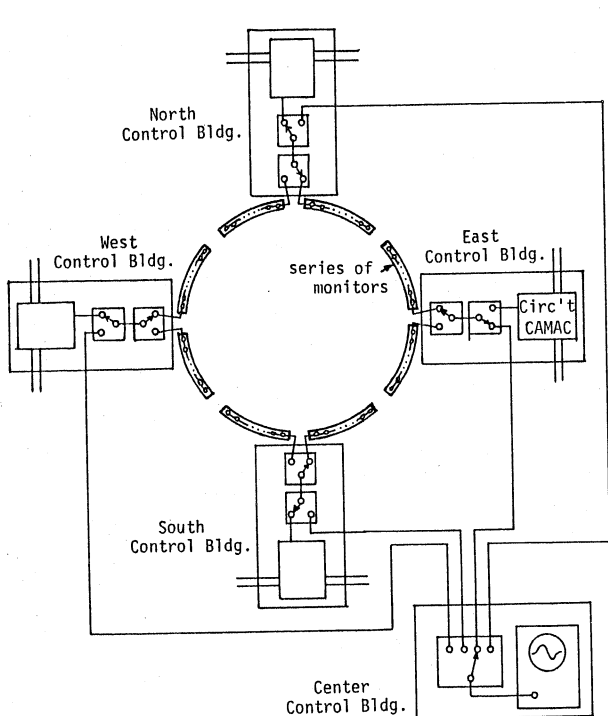 North
Control Bldg.
West
Control Bldg.
East
Control Bldg.
series of
monitors
Circ't
CAMAC
South
Control Bldg.
Center
Control Bldg.